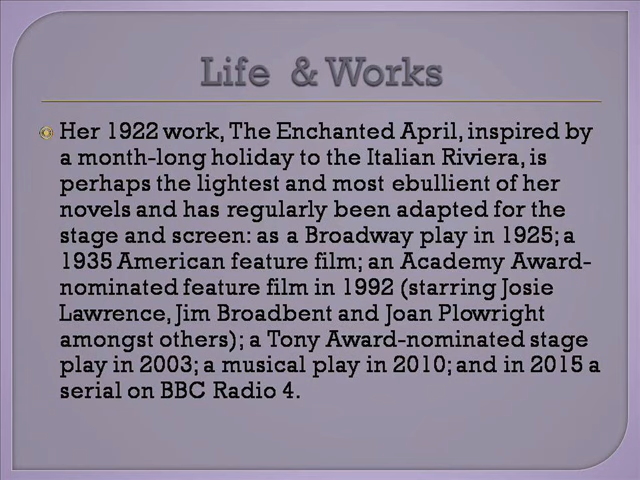 Life & Works
Her 1922 work, The Enchanted April, inspired by
a month-long holiday to the Italian Riviera, is
perhaps the lightest and most ebullient of her
novels and has regularly been adapted for the
stage and screen: as a Broadway play in 1925; a
1935 American feature film; an Academy Award-
nominated feature film in 1992 (starring Josie
Lawrence, Jim Broadbent and Joan Plowright
amongst others); a Tony Award-nominated stage
play in 2003; a musical play in 2010; and in 2015 a
serial on BBC Radio 4.